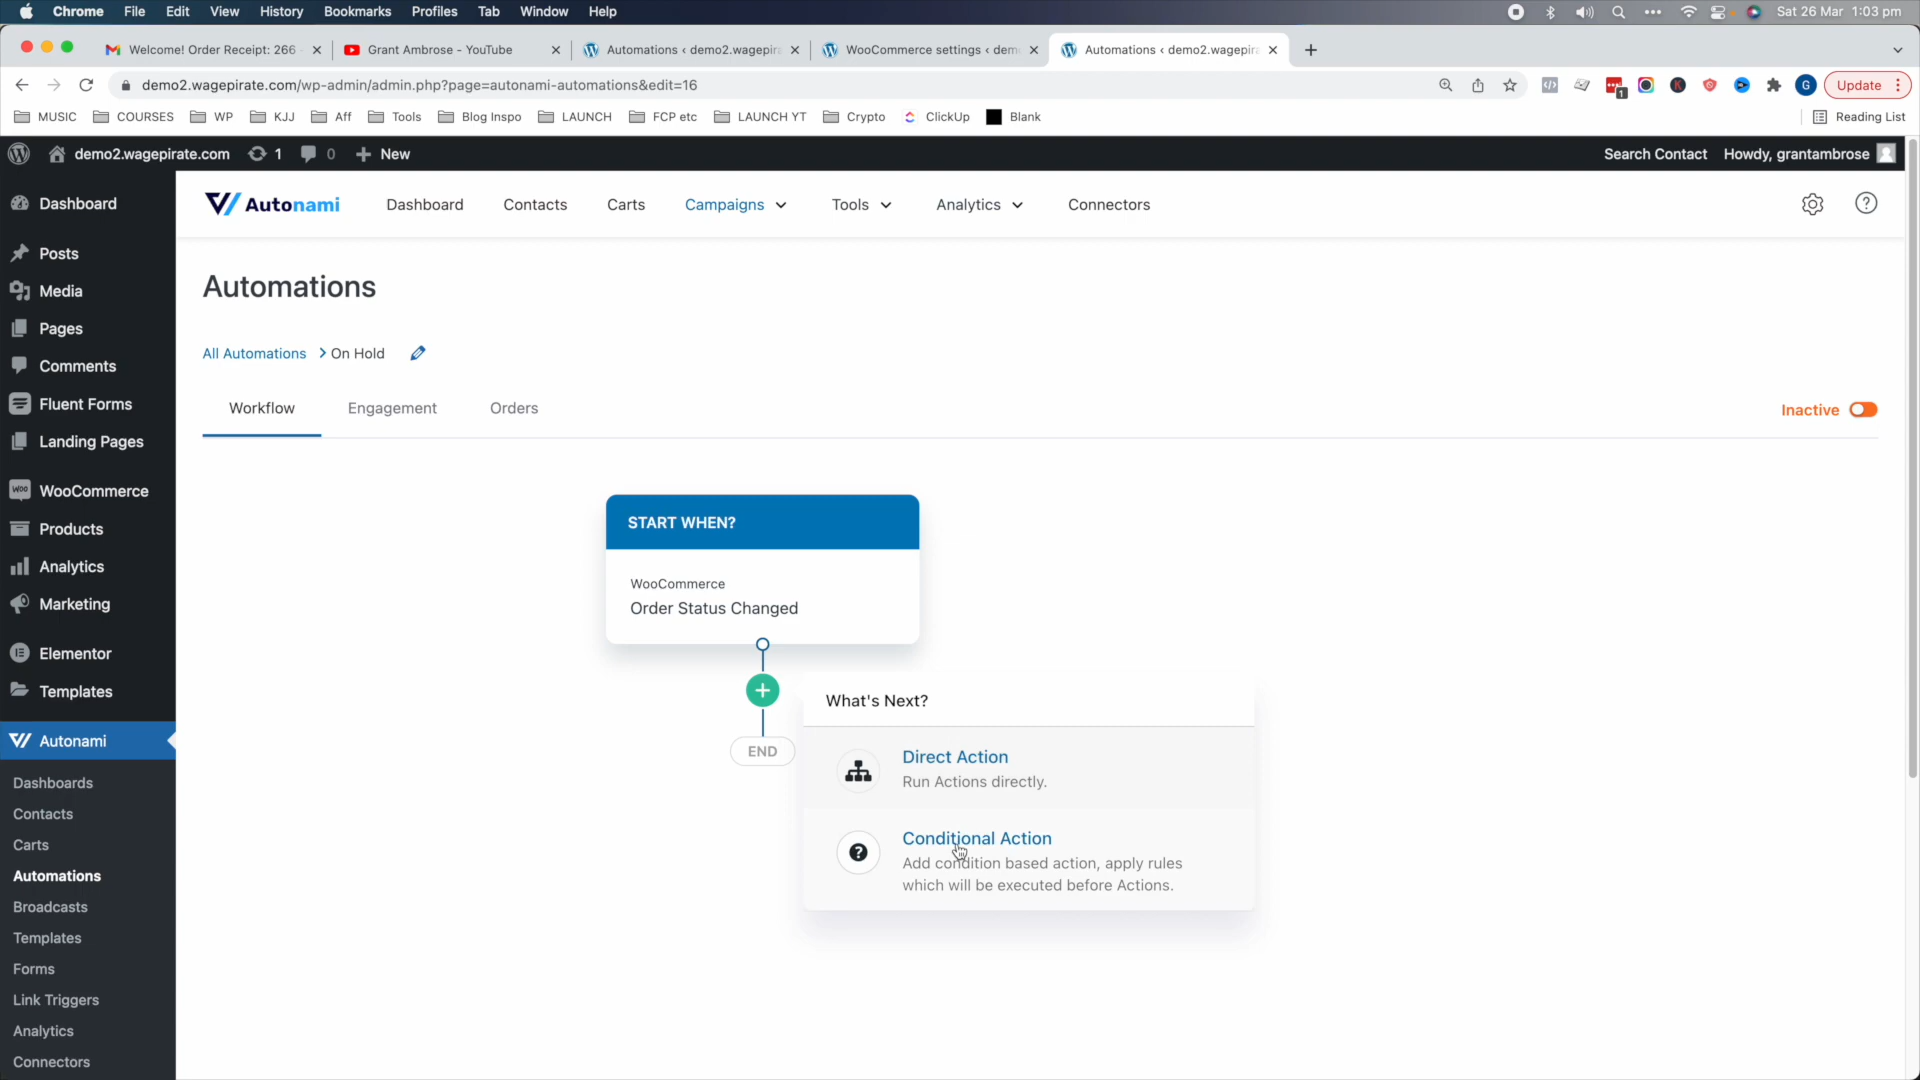 Chrome File Edit View History Bookmarks Profiles Tab Window Help Sat 26 Mar 1:03 pm
Welcome! Order Receipt: 266 Grant Ambrose - YouTube Automations ‹ demo2.wagepir WooCommerce settings ‹ dem Automations ‹ demo2.wagepir
demo2.wagepirate.com/wp-admin/admin.php?page=autonami-automations&edit=16 1 K G Update
MUSIC COURSES WP KJJ Aff Tools Blog Inspo LAUNCH FCP etc LAUNCH YT Crypto ClickUp Blank Reading List
demo2.wagepirate.com 1 0 New Search Contact Howdy, grantambrose
Dashboard
Posts
Media
Pages
Comments
Fluent Forms
Landing Pages
Woo WooCommerce
Products
Analytics
Marketing
Elementor
Templates
Autonami
Dashboards
Contacts
Carts
Automations
Broadcasts
Templates
Forms
Link Triggers
Analytics
Connectors
Autonami Dashboard Contacts Carts Campaigns Tools Analytics Connectors
Automations
All Automations > On Hold
Workflow Engagement Orders Inactive
START WHEN?
WooCommerce
Order Status Changed
END
What's Next?
Direct Action
Run Actions directly.
Conditional Action
Add condition based action, apply rules
which will be executed before Actions.